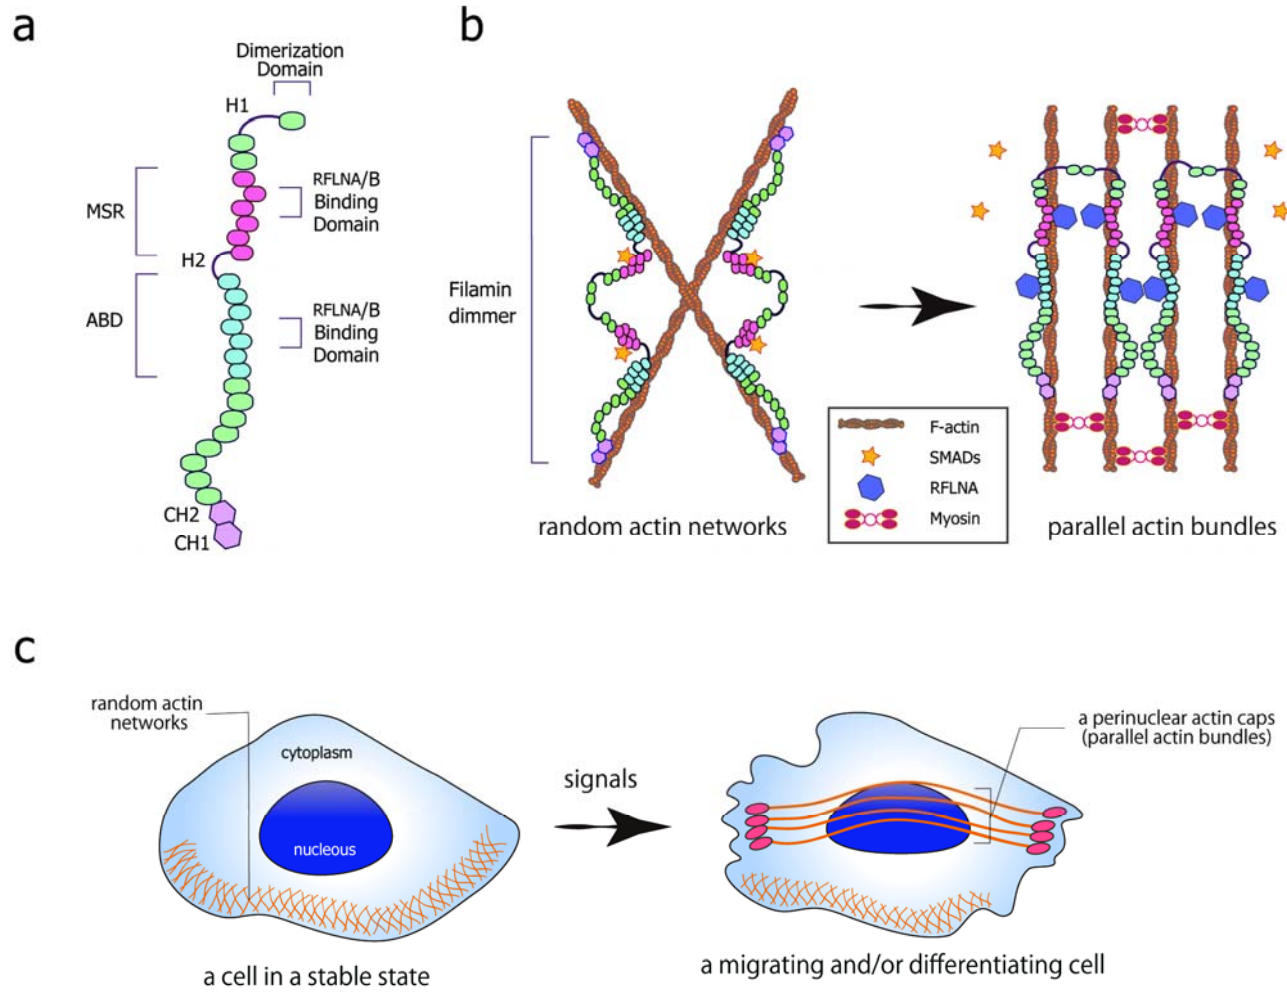 a
Dimerization
Domain
H1
MSR
RFLNA/B
Binding
Domain
H2
ABD
RFLNA/B
Binding
Domain
CH2
CH1
b
Filamin
dimmer
random actin networks
F-actin
SMADs
RFLNA
Myosin
parallel actin bundles
c
random actin
networks
cytoplasm
nucleous
a cell in a stable state
signals
a perinuclear actin caps
(parallel actin bundles)
a migrating and/or differentiating cell